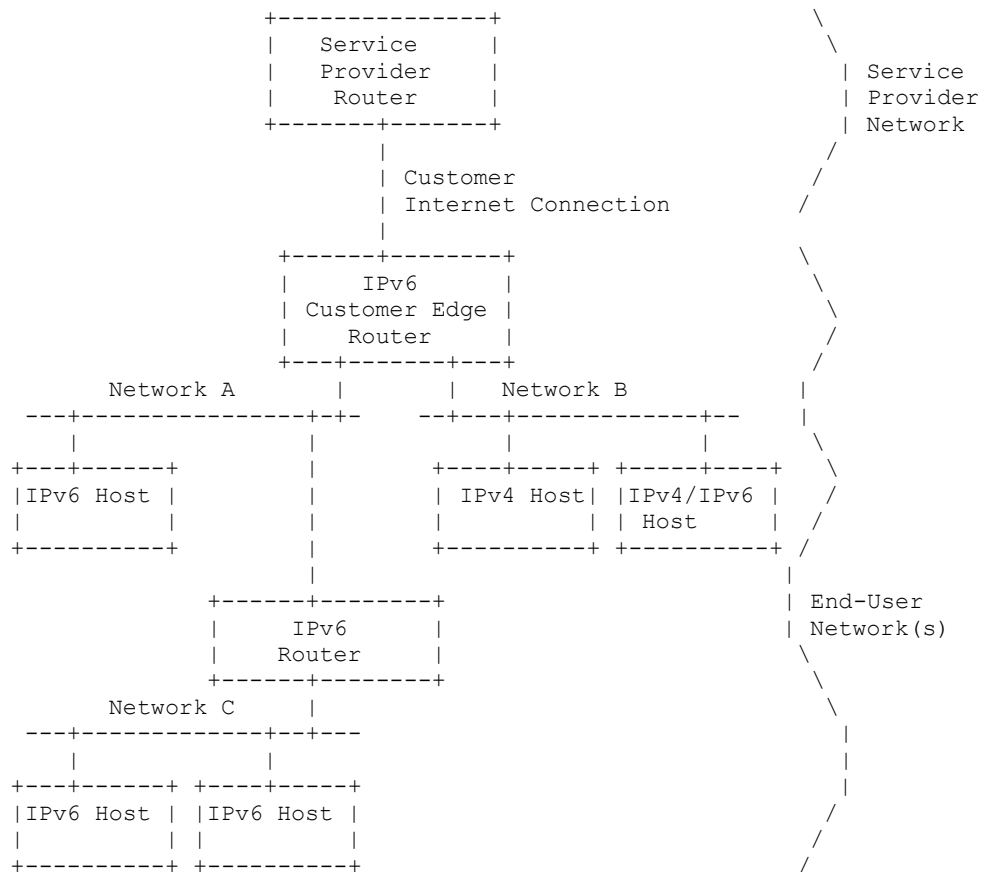 Service
Provider
Router
Service
Provider
Network
Customer
Internet Connection
IPv6
Customer Edge
Router
Network A
Network B
IPv6 Host
IPv4 Host
IPv4/IPv6
Host
End-User
Network(s)
IPv6
Router
Network C
IPv6 Host
IPv6 Host